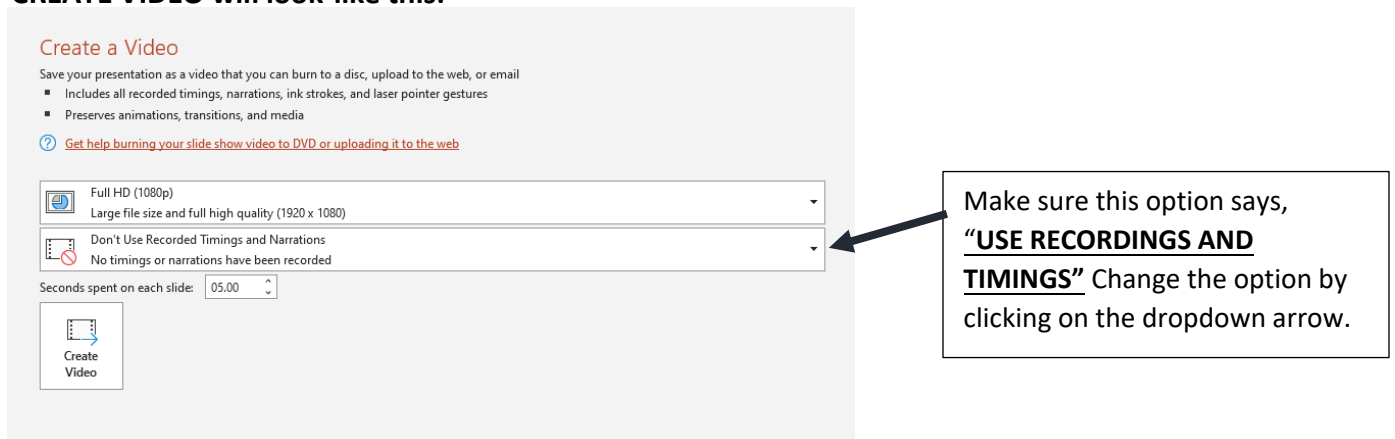 CREATE VIDEO will look like this:
Create a Video
Save your presentation as a video that you can burn to a disc, upload to the web, or email
▪ Includes all recorded timings, narrations, ink strokes, and laser pointer gestures
▪ Preserves animations, transitions, and media
? Get help burning your slide show video to DVD or uploading it to the web
Full HD (1080p)
Large file size and full high quality (1920 x 1080)
Don't Use Recorded Timings and Narrations
No timings or narrations have been recorded
Seconds spent on each slide: 05.00
Create
Video
Make sure this option says,
“USE RECORDINGS AND
TIMINGS” Change the option by
clicking on the dropdown arrow.